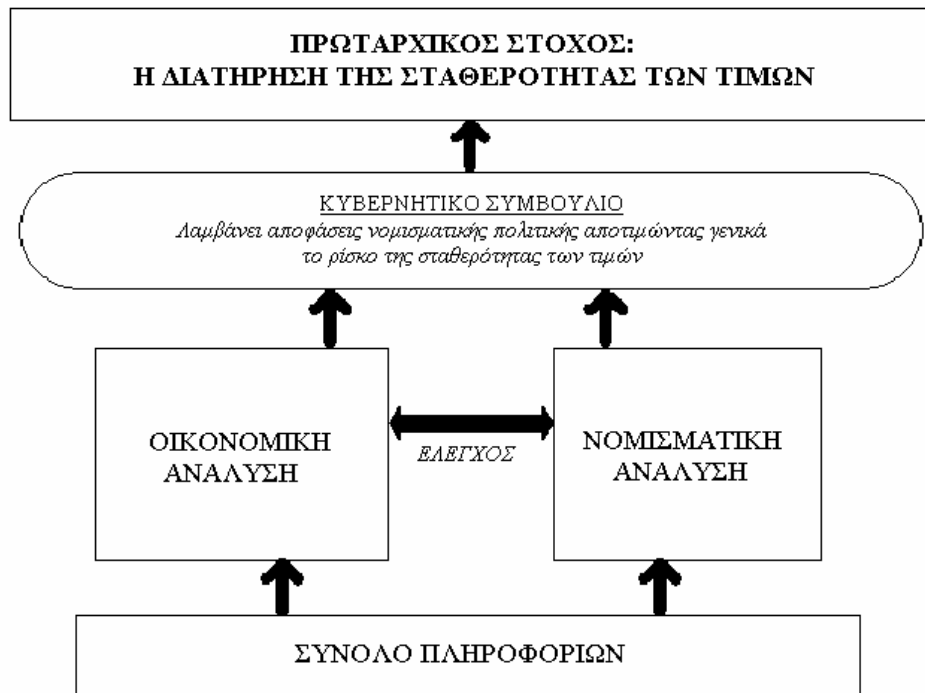 ΠΡΩΤΑΡΧΙΚΟΣ ΣΤΟΧΟΣ:
Η ΔΙΑΤΗΡΗΣΗ ΤΗΣ ΣΤΑΘΕΡΟΤΗΤΑΣ ΤΩΝ ΤΙΜΩΝ
ΚΥΒΕΡΝΗΤΙΚΟ ΣΥΜΒΟΥΛΙΟ
Λαμβάνει αποφάσεις νομισματικής πολιτικής αποτιμώντας γενικά
το ρίσκο της σταθερότητας των τιμών
ΟΙΚΟΝΟΜΙΚΗ
ΑΝΑΛΥΣΗ
ΕΛΕΓΧΟΣ
ΝΟΜΙΣΜΑΤΙΚΗ
ΑΝΑΛΥΣΗ
ΣΥΝΟΛΟ ΠΛΗΡΟΦΟΡΙΩΝ